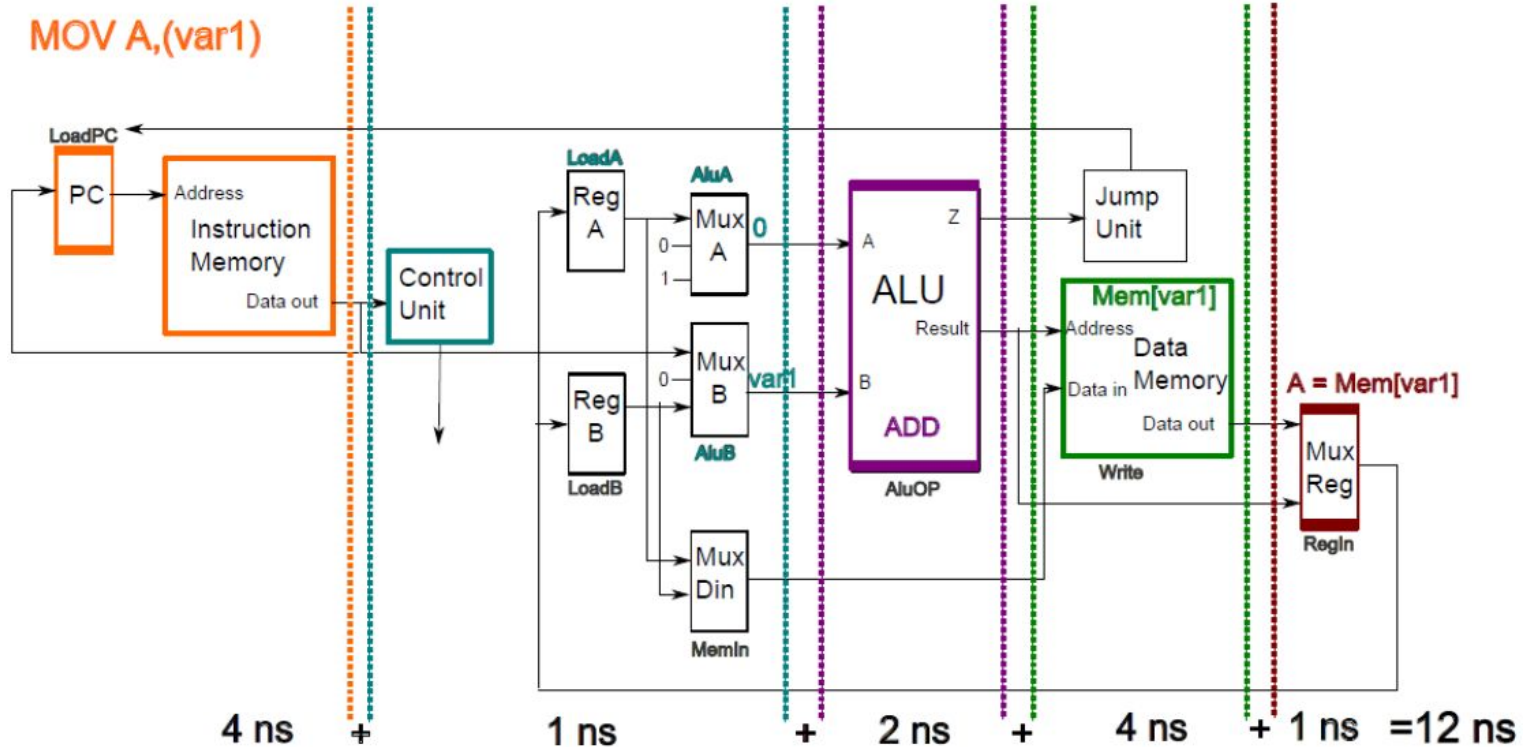 MOV A,(var1)
LoadPC
PC
Address
Instruction
Memory
Data out
Control
Unit
LoadA
Reg
A
AluA
Mux
A
0
1
0
Mux
B
0
var1
AluB
Reg
B
LoadB
Mux
Din
MemIn
A
B
Z
ALU
Result
ADD
AluOP
Jump
Unit
Mem[var1]
Address
Data
Memory
Data in
Data out
Write
A = Mem[var1]
Mux
Reg
RegIn
4 ns + 1 ns + 2 ns + 4 ns + 1 ns =12 ns